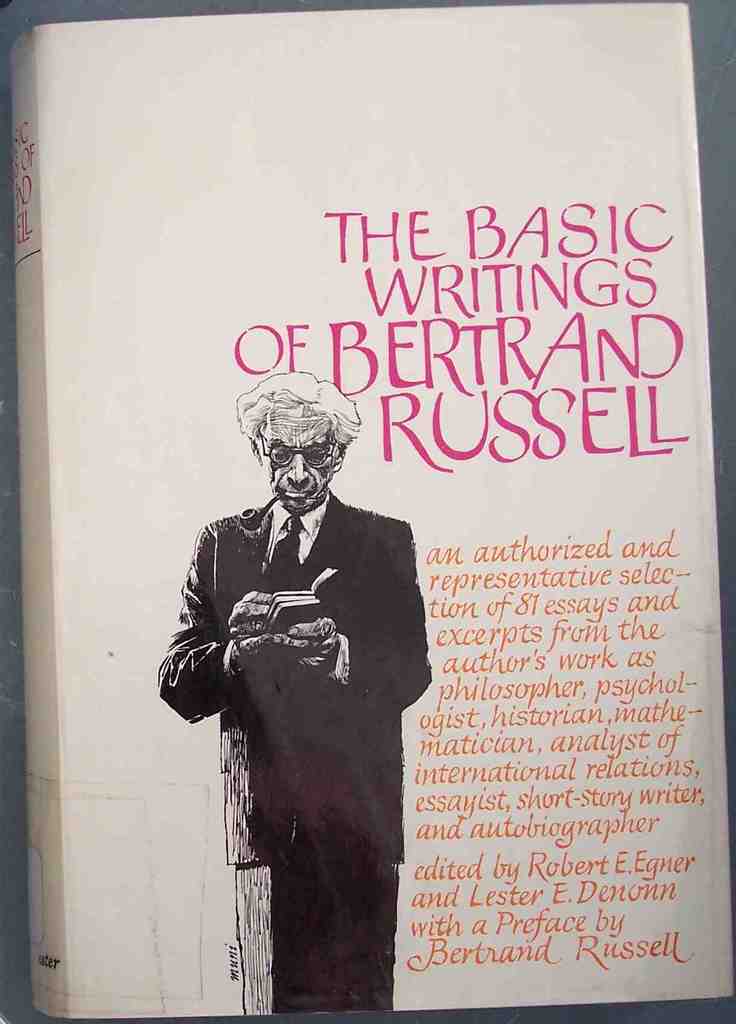 THE BASIC
WRITINGS
OF BERTRAND
RUSSELL
an authorized and
representative selec-
tion of 81 essays and
excerpts from the
author's work as
philosopher, psychol-
ogist, historian, mathe-
matician, analyst of
international relations,
essayist, short-story writer,
and autobiographer
edited by Robert E. Egner
and Lester E. Denonn
with a Preface by
Bertrand Russell
muni